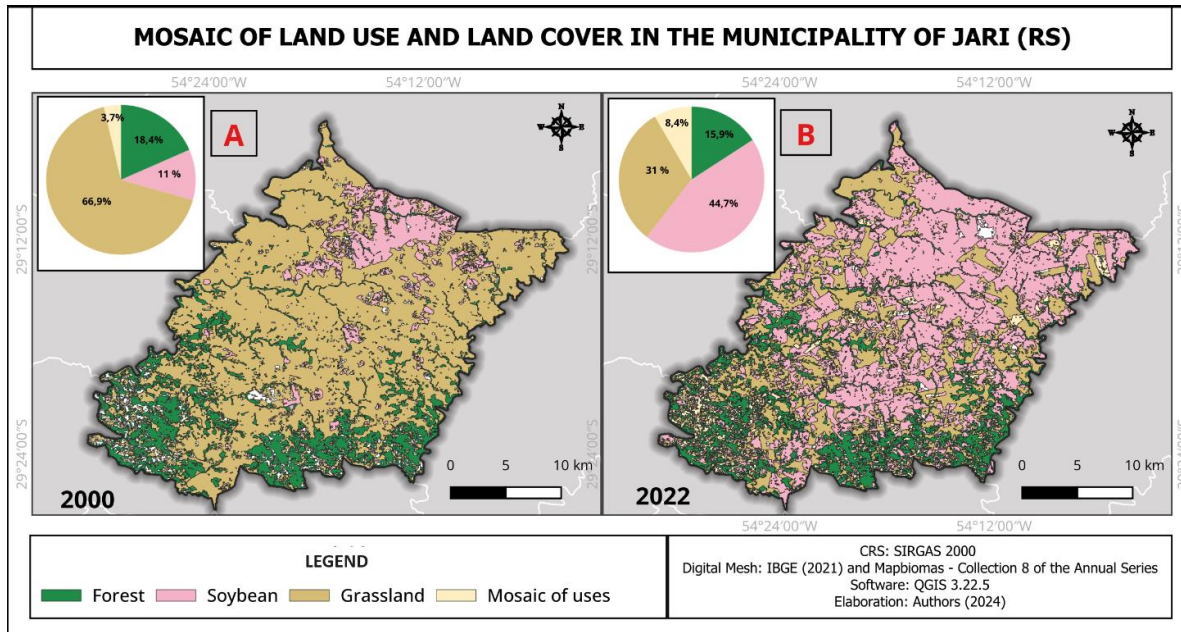 MOSAIC OF LAND USE AND LAND COVER IN THE MUNICIPALITY OF JARI (RS)
54°24'00"W
54°12'00"W
54°24'00"W
54°12'00"W
3,7%
18,4%
11 %
66,9%
A
N
W E
S
8,4%
15,9%
31 %
44,7%
B
N
W E
S
29°12'00"S
29°12'00"S
29°24'00"S
0 5 10 km
2000
0 5 10 km
2022
54°24'00"W
54°12'00"W
LEGEND
Forest
Soybean
Grassland
Mosaic of uses
CRS: SIRGAS 2000
Digital Mesh: IBGE (2021) and Mapbiomas - Collection 8 of the Annual Series
Software: QGIS 3.22.5
Elaboration: Authors (2024)